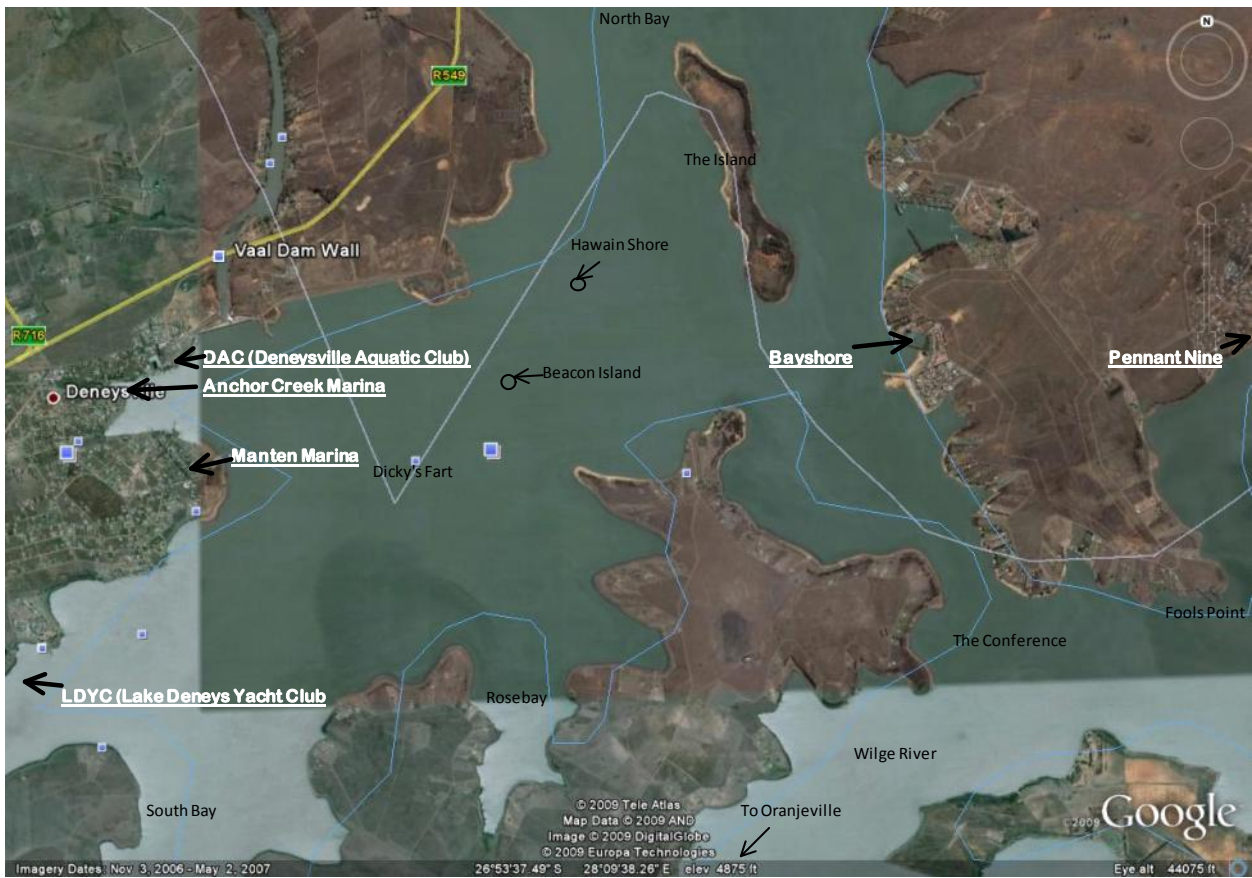 North Bay
N
R549
The Island
Hawain Shore
Vaal Dam Wall
R716
DAC (Deneysville Aquatic Club)
Bayshore
Pennant Nine
Beacon Island
Anchor Creek Marina
Deneysville
Manten Marina
Dicky's Fart
Fools Point
The Conference
LDYC (Lake Deneys Yacht Club
Rosebay
Wilge River
South Bay
To Oranjeville
© 2009 Tele Atlas
Map Data © 2009 AND
Image © 2009 DigitalGlobe
© 2009 Europa Technologies
©2009 Google
Imagery Dates: Nov 3, 2006 - May 2, 2007
26°53'37.49" S 28°09'38.26" E elev 4875 ft
Eye alt 44075 ft